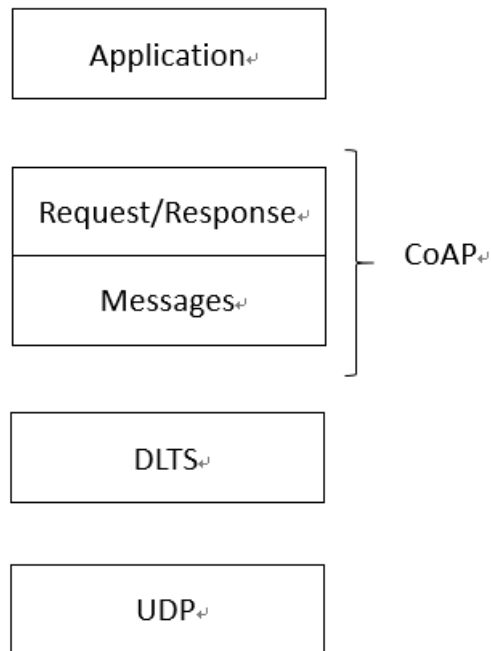 Application
Request/Response
CoAP
Messages
DLTS
UDP